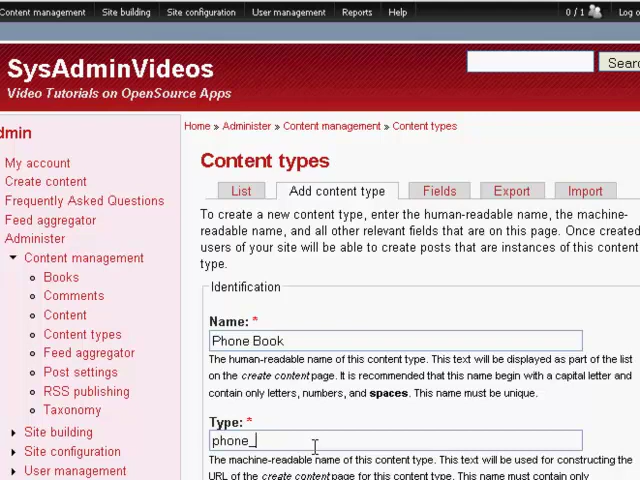 Content management Site building Site configuration User management Reports Help 0 / 1 Log
SysAdminVideos
Video Tutorials on OpenSource Apps
Searc
dmin
Home » Administer » Content management » Content types
My account
Create content
Frequently Asked Questions
Feed aggregator
Administer
Content management
Books
Comments
Content
Content types
Feed aggregator
Post settings
RSS publishing
Taxonomy
Site building
Site configuration
User management
Content types
List Add content type Fields Export Import
To create a new content type, enter the human-readable name, the machine-
readable name, and all other relevant fields that are on this page. Once created
users of your site will be able to create posts that are instances of this content
type.
Identification
Name: *
Phone Book
The human-readable name of this content type. This text will be displayed as part of the list
on the create content page. It is recommended that this name begin with a capital letter and
contain only letters, numbers, and spaces. This name must be unique.
Type: *
phone_
The machine-readable name of this content type. This text will be used for constructing the
URL of the create content page for this content type. This name must contain only